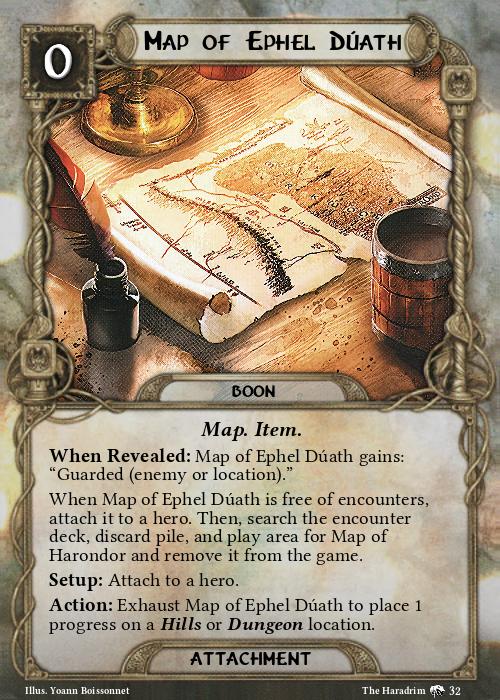 0
Map of Ephel Dúath
BOON
Map. Item.
When Revealed: Map of Ephel Dúath gains:
“Guarded (enemy or location).”
When Map of Ephel Dúath is free of encounters,
attach it to a hero. Then, search the encounter
deck, discard pile, and play area for Map of
Harondor and remove it from the game.
Setup: Attach to a hero.
Action: Exhaust Map of Ephel Dúath to place 1
progress on a Hills or Dungeon location.
ATTACHMENT
Illus. Yoann Boissonnet
The Haradrim 32